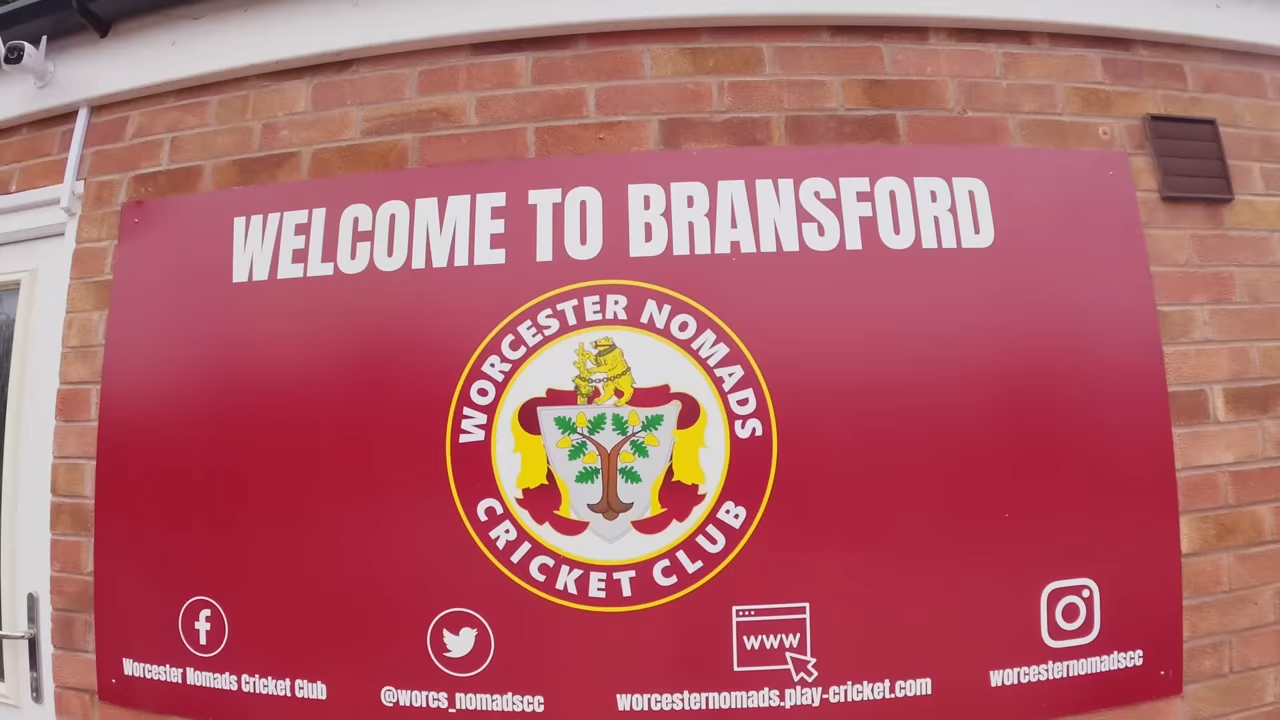 WELCOME TO BRANSFORD
WORCESTER NOMADS
CRICKET CLUB
f
www
Worcester Nomads Cricket Club
@worcs_nomadscc
worcesternomads.play-cricket.com
worcesternomadscc